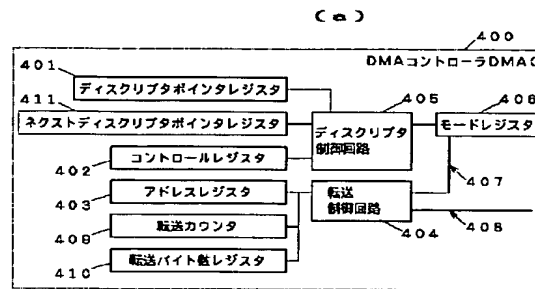 (a)
400
DMAコントローラDMAC
401
ディスクリプタポインタレジスタ
411
ネクストディスクリプタポインタレジスタ
405
406
ディスクリプタ
制御回路
モードレジスタ
コントロールレジスタ
402
407
アドレスレジスタ
403
転送
制御回路
転送カウンタ
409
404
408
転送バイト数レジスタ
410